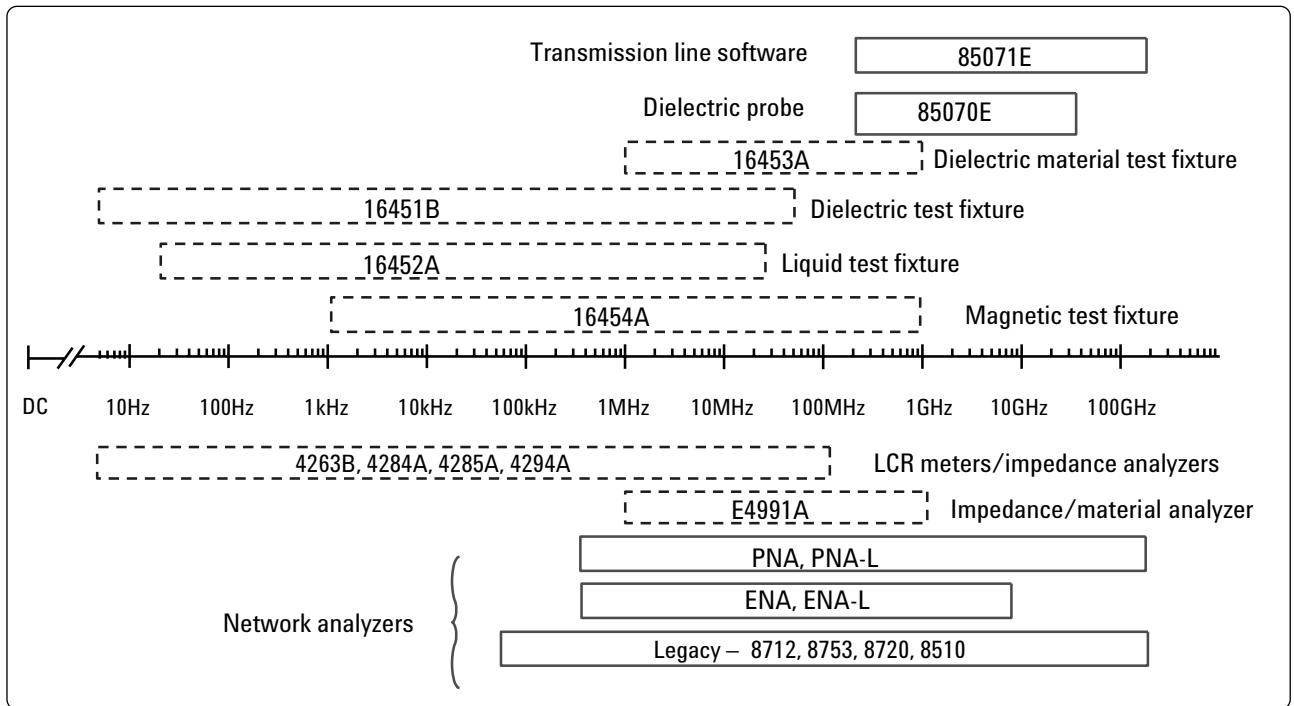 Transmission line software 85071E
Dielectric probe 85070E
16453A Dielectric material test fixture
16451B Dielectric test fixture
16452A Liquid test fixture
16454A Magnetic test fixture
DC 10Hz 100Hz 1kHz 10kHz 100kHz 1MHz 10MHz 100MHz 1GHz 10GHz 100GHz
4263B, 4284A, 4285A, 4294A LCR meters/impedance analyzers
E4991A Impedance/material analyzer
PNA, PNA-L
ENA, ENA-L
Network analyzers
Legacy – 8712, 8753, 8720, 8510